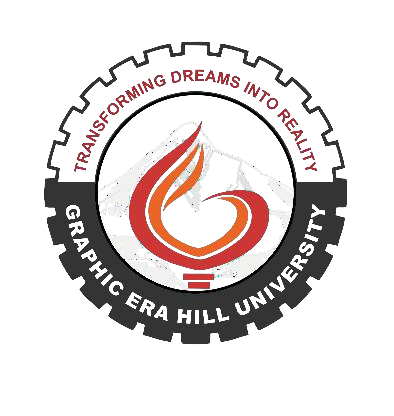 TRANSFORMING DREAMS INTO REALITY
GRAPHIC ERA HILL UNIVERSITY